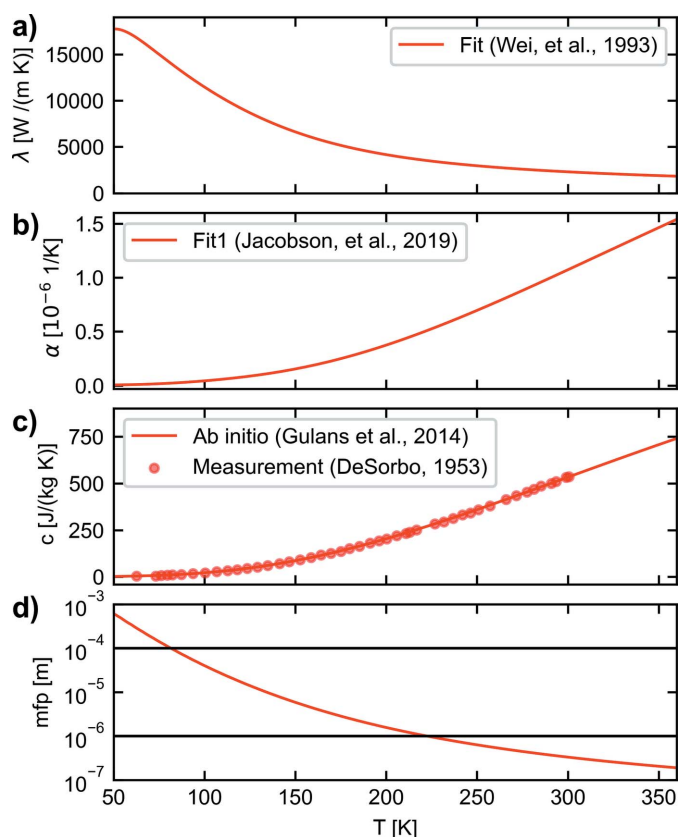 a)
λ [W /(m K)]
15000
10000
5000
0
Fit (Wei, et al., 1993)
b)
α [10⁻⁶ 1/K]
1.5
1.0
0.5
0.0
Fit1 (Jacobson, et al., 2019)
c)
c [J/(kg K)]
750
500
250
0
Ab initio (Gulans et al., 2014)
Measurement (DeSorbo, 1953)
d)
mfp [m]
10⁻³
10⁻⁴
10⁻⁵
10⁻⁶
10⁻⁷
50 100 150 200 250 300 350
T [K]